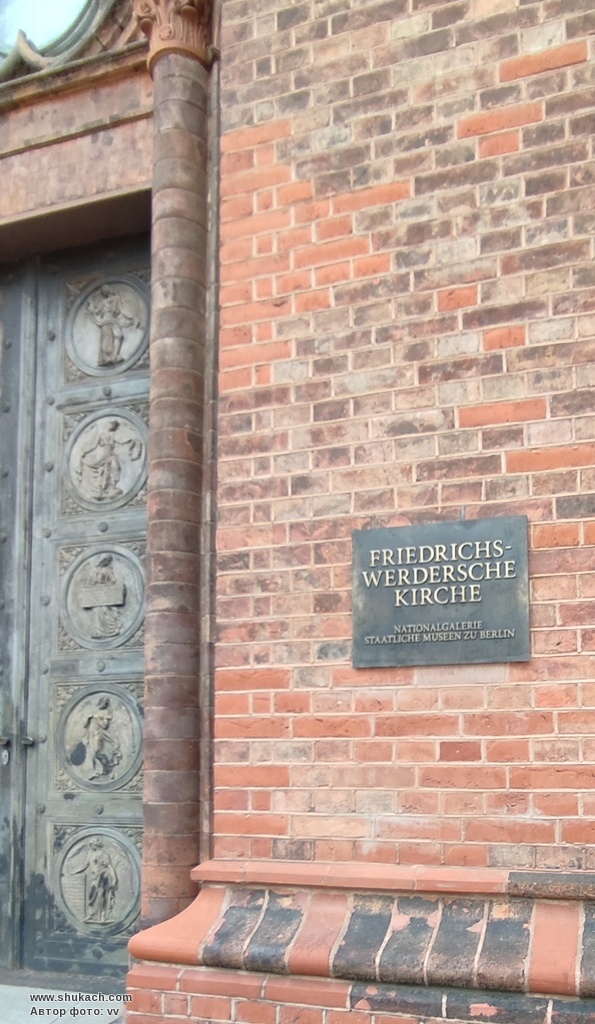 FRIEDRICHS-
WERDERSCHE
KIRCHE
NATIONALGALERIE
STAATLICHE MUSEEN ZU BERLIN
www.shukach.com
Автор фото: vv